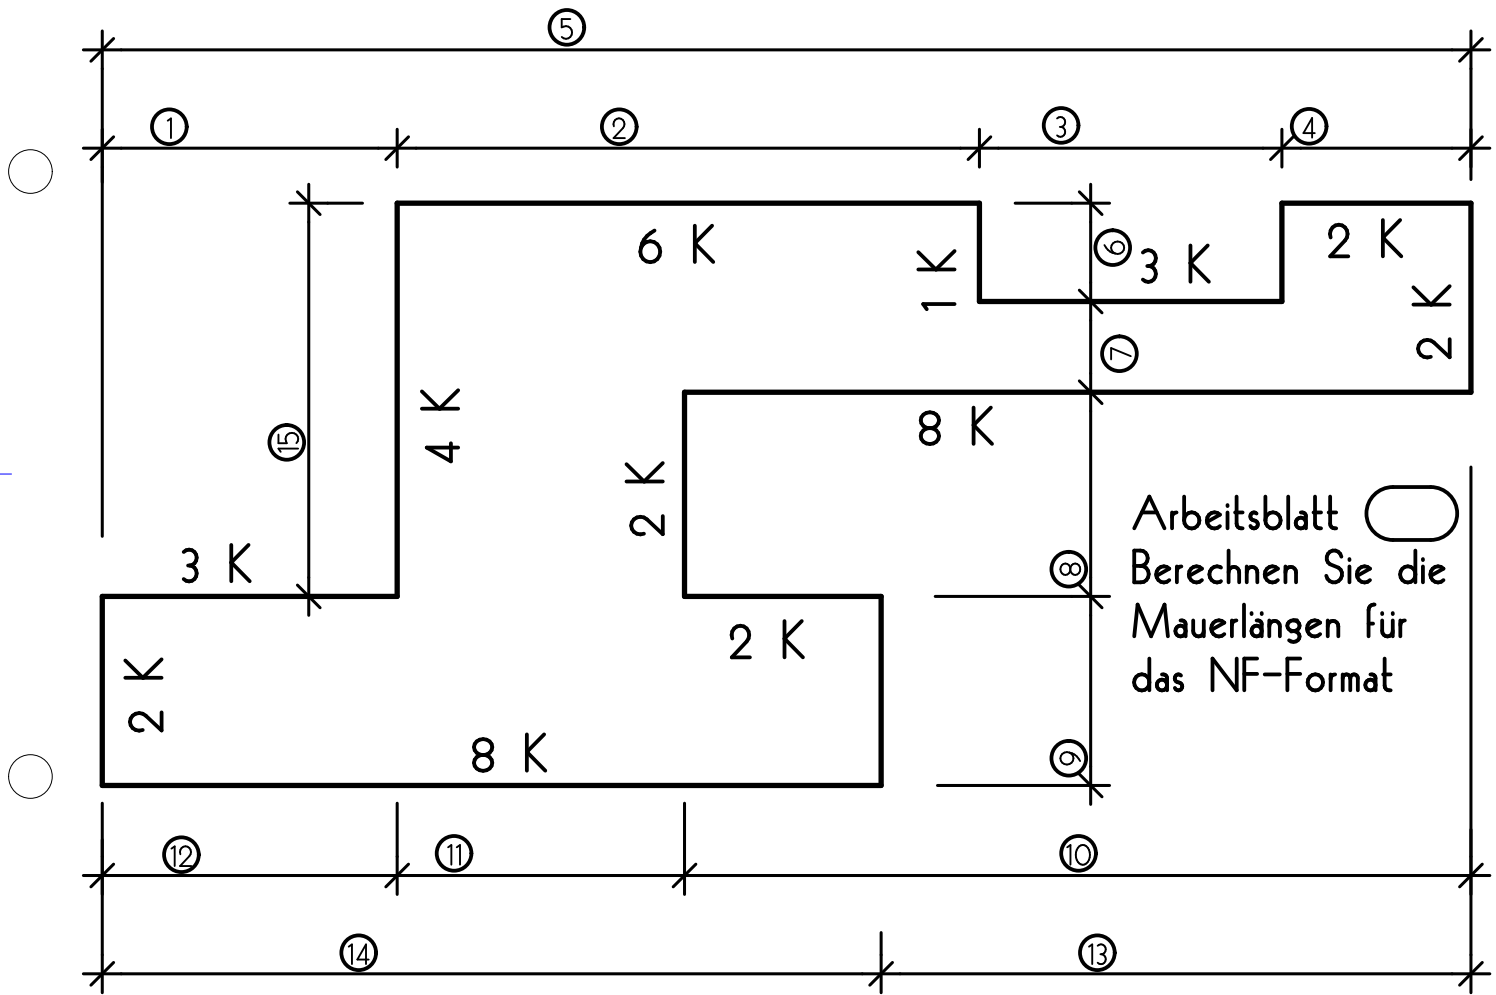 5
1 2 3 4
6 K
1 K
6
3 K
2 K
2 K
7
15
4 K
8 K
2 K
3 K
8
2 K
2 K
8 K
9
Arbeitsblatt
Berechnen Sie die
Mauerlängen für
das NF-Format
12 11 10
14 13